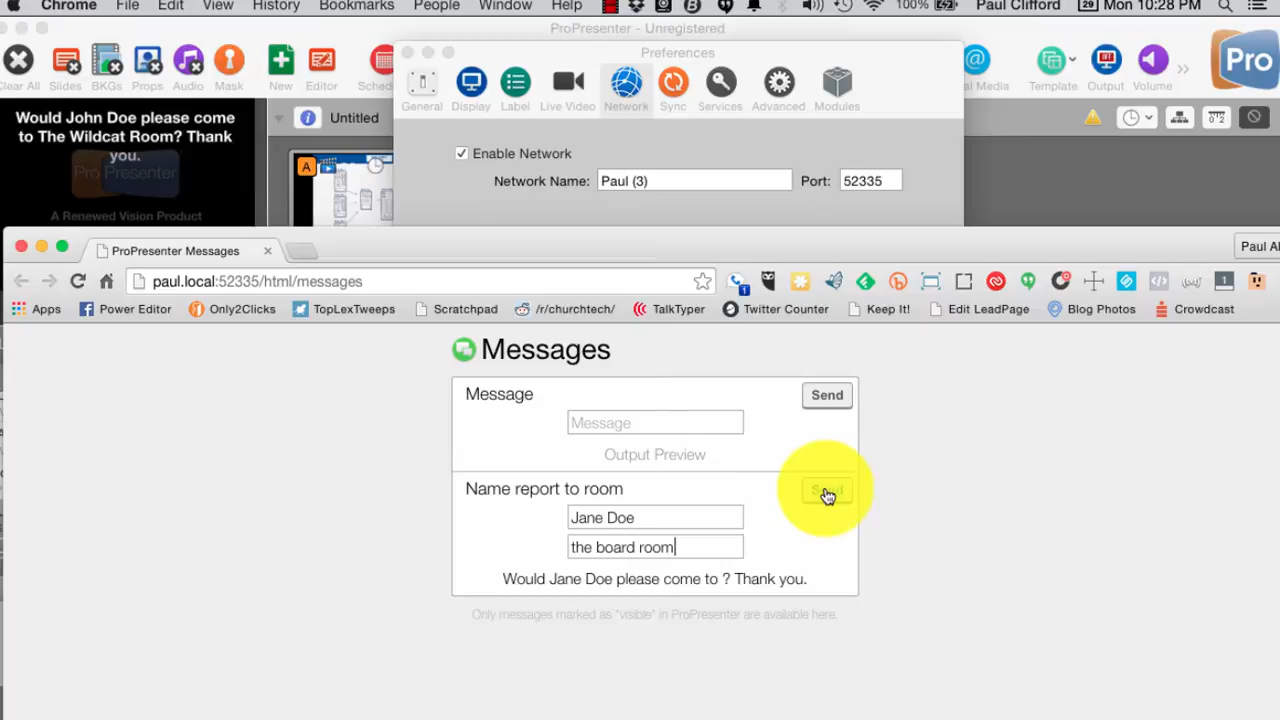 Chrome File Edit View History Bookmarks People Window Help 100% 29 Mon 10:28 PM Paul Clifford
ProPresenter - Unregistered
Preferences
Clear All Slides BKGs Props Audio Mask New Editor
General Display Label Live Video Network Sync Services Advanced Modules
Template Output Volume
Pro
Would John Doe please come
to The Wildcat Room? Thank
you.
Pro Presenter
A Renewed Vision Product
Untitled
A
Enable Network
Network Name: Paul (3) Port: 52335
ProPresenter Messages
paul.local:52335/html/messages
1
1
Apps Power Editor Only2Clicks TopLexTweeps Scratchpad /r/churchtech/ TalkTyper Twitter Counter Keep It! Edit LeadPage Blog Photos Crowdcast
Messages
Message Send
Message
Output Preview
Name report to room Send
Jane Doe
the board room
Would Jane Doe please come to ? Thank you.
Only messages marked as "visible" in ProPresenter are available here.